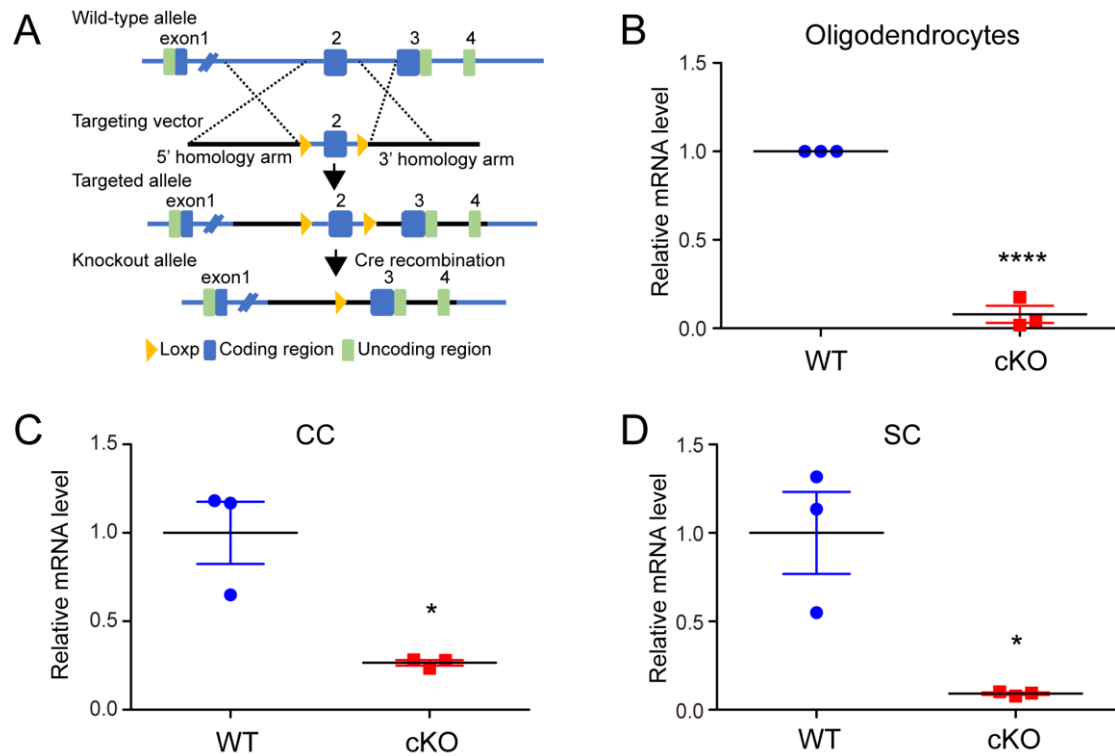 A
Wild-type allele
exon1
2
3
4
Targeting vector
2
5' homology arm
3' homology arm
Targeted allele
exon1
2
3
4
Knockout allele
Cre recombination
exon1
3
4
Loxp
Coding region
Uncoding region
B
Oligodendrocytes
Relative mRNA level
1.5
1.0
0.5
0.0
****
WT
cKO
C
CC
Relative mRNA level
1.5
1.0
0.5
0.0
*
WT
cKO
D
SC
Relative mRNA level
1.5
1.0
0.5
0.0
*
WT
cKO